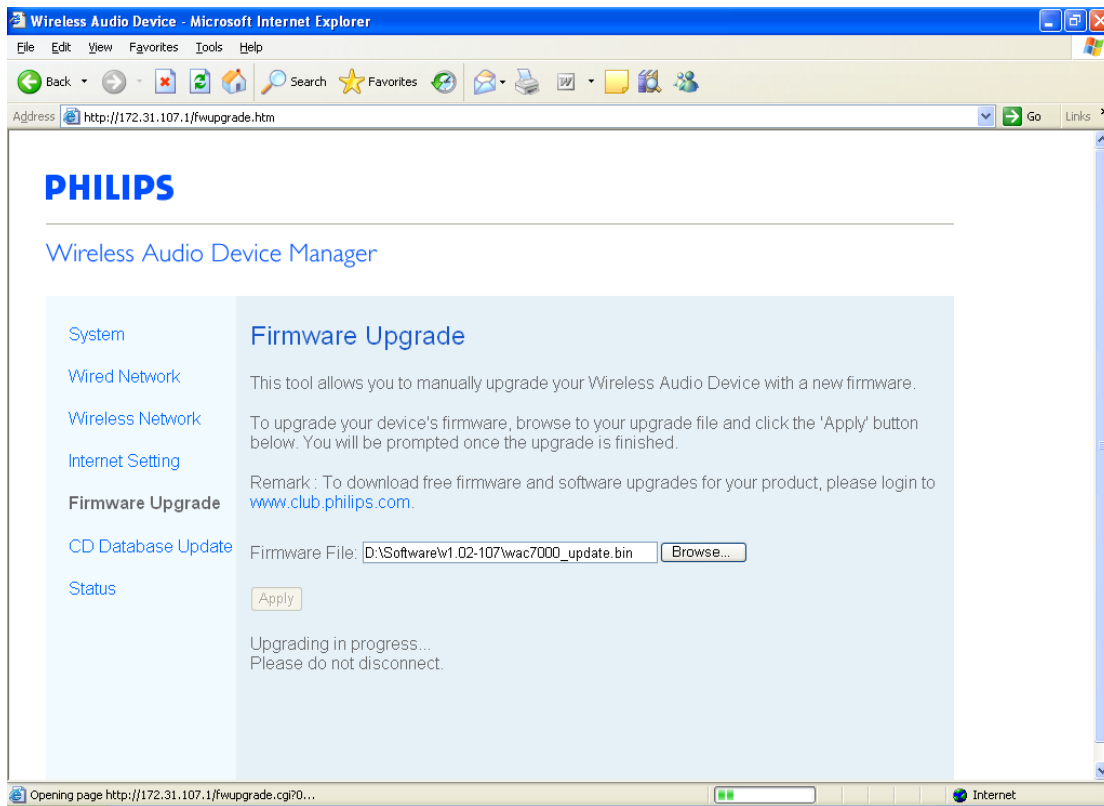 Wireless Audio Device - Microsoft Internet Explorer
File Edit View Favorites Tools Help
Back Search Favorites
Address http://172.31.107.1/fwupgrade.htm Go Links
PHILIPS
Wireless Audio Device Manager
System
Wired Network
Wireless Network
Internet Setting
Firmware Upgrade
CD Database Update
Status
Firmware Upgrade
This tool allows you to manually upgrade your Wireless Audio Device with a new firmware.
To upgrade your device's firmware, browse to your upgrade file and click the 'Apply' button
below. You will be prompted once the upgrade is finished.
Remark : To download free firmware and software upgrades for your product, please login to
www.club.philips.com.
Firmware File: D:\Software\v1.02-107\wac7000_update.bin Browse...
Apply
Upgrading in progress...
Please do not disconnect.
Opening page http://172.31.107.1/fwupgrade.cgi?0... Internet